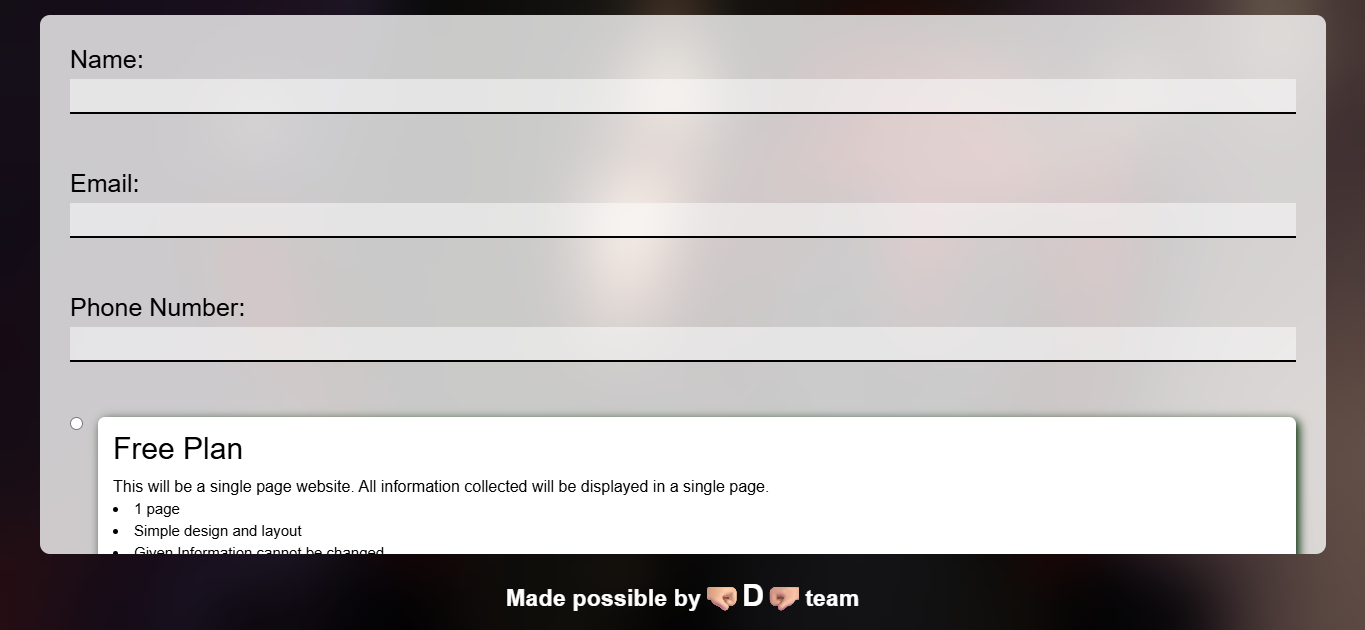 Name:
Email:
Phone Number:
Free Plan
This will be a single page website. All information collected will be displayed in a single page.
• 1 page
• Simple design and layout
• Given Information cannot be changed
Made possible by 🤜🏼 D 🤛🏼 team